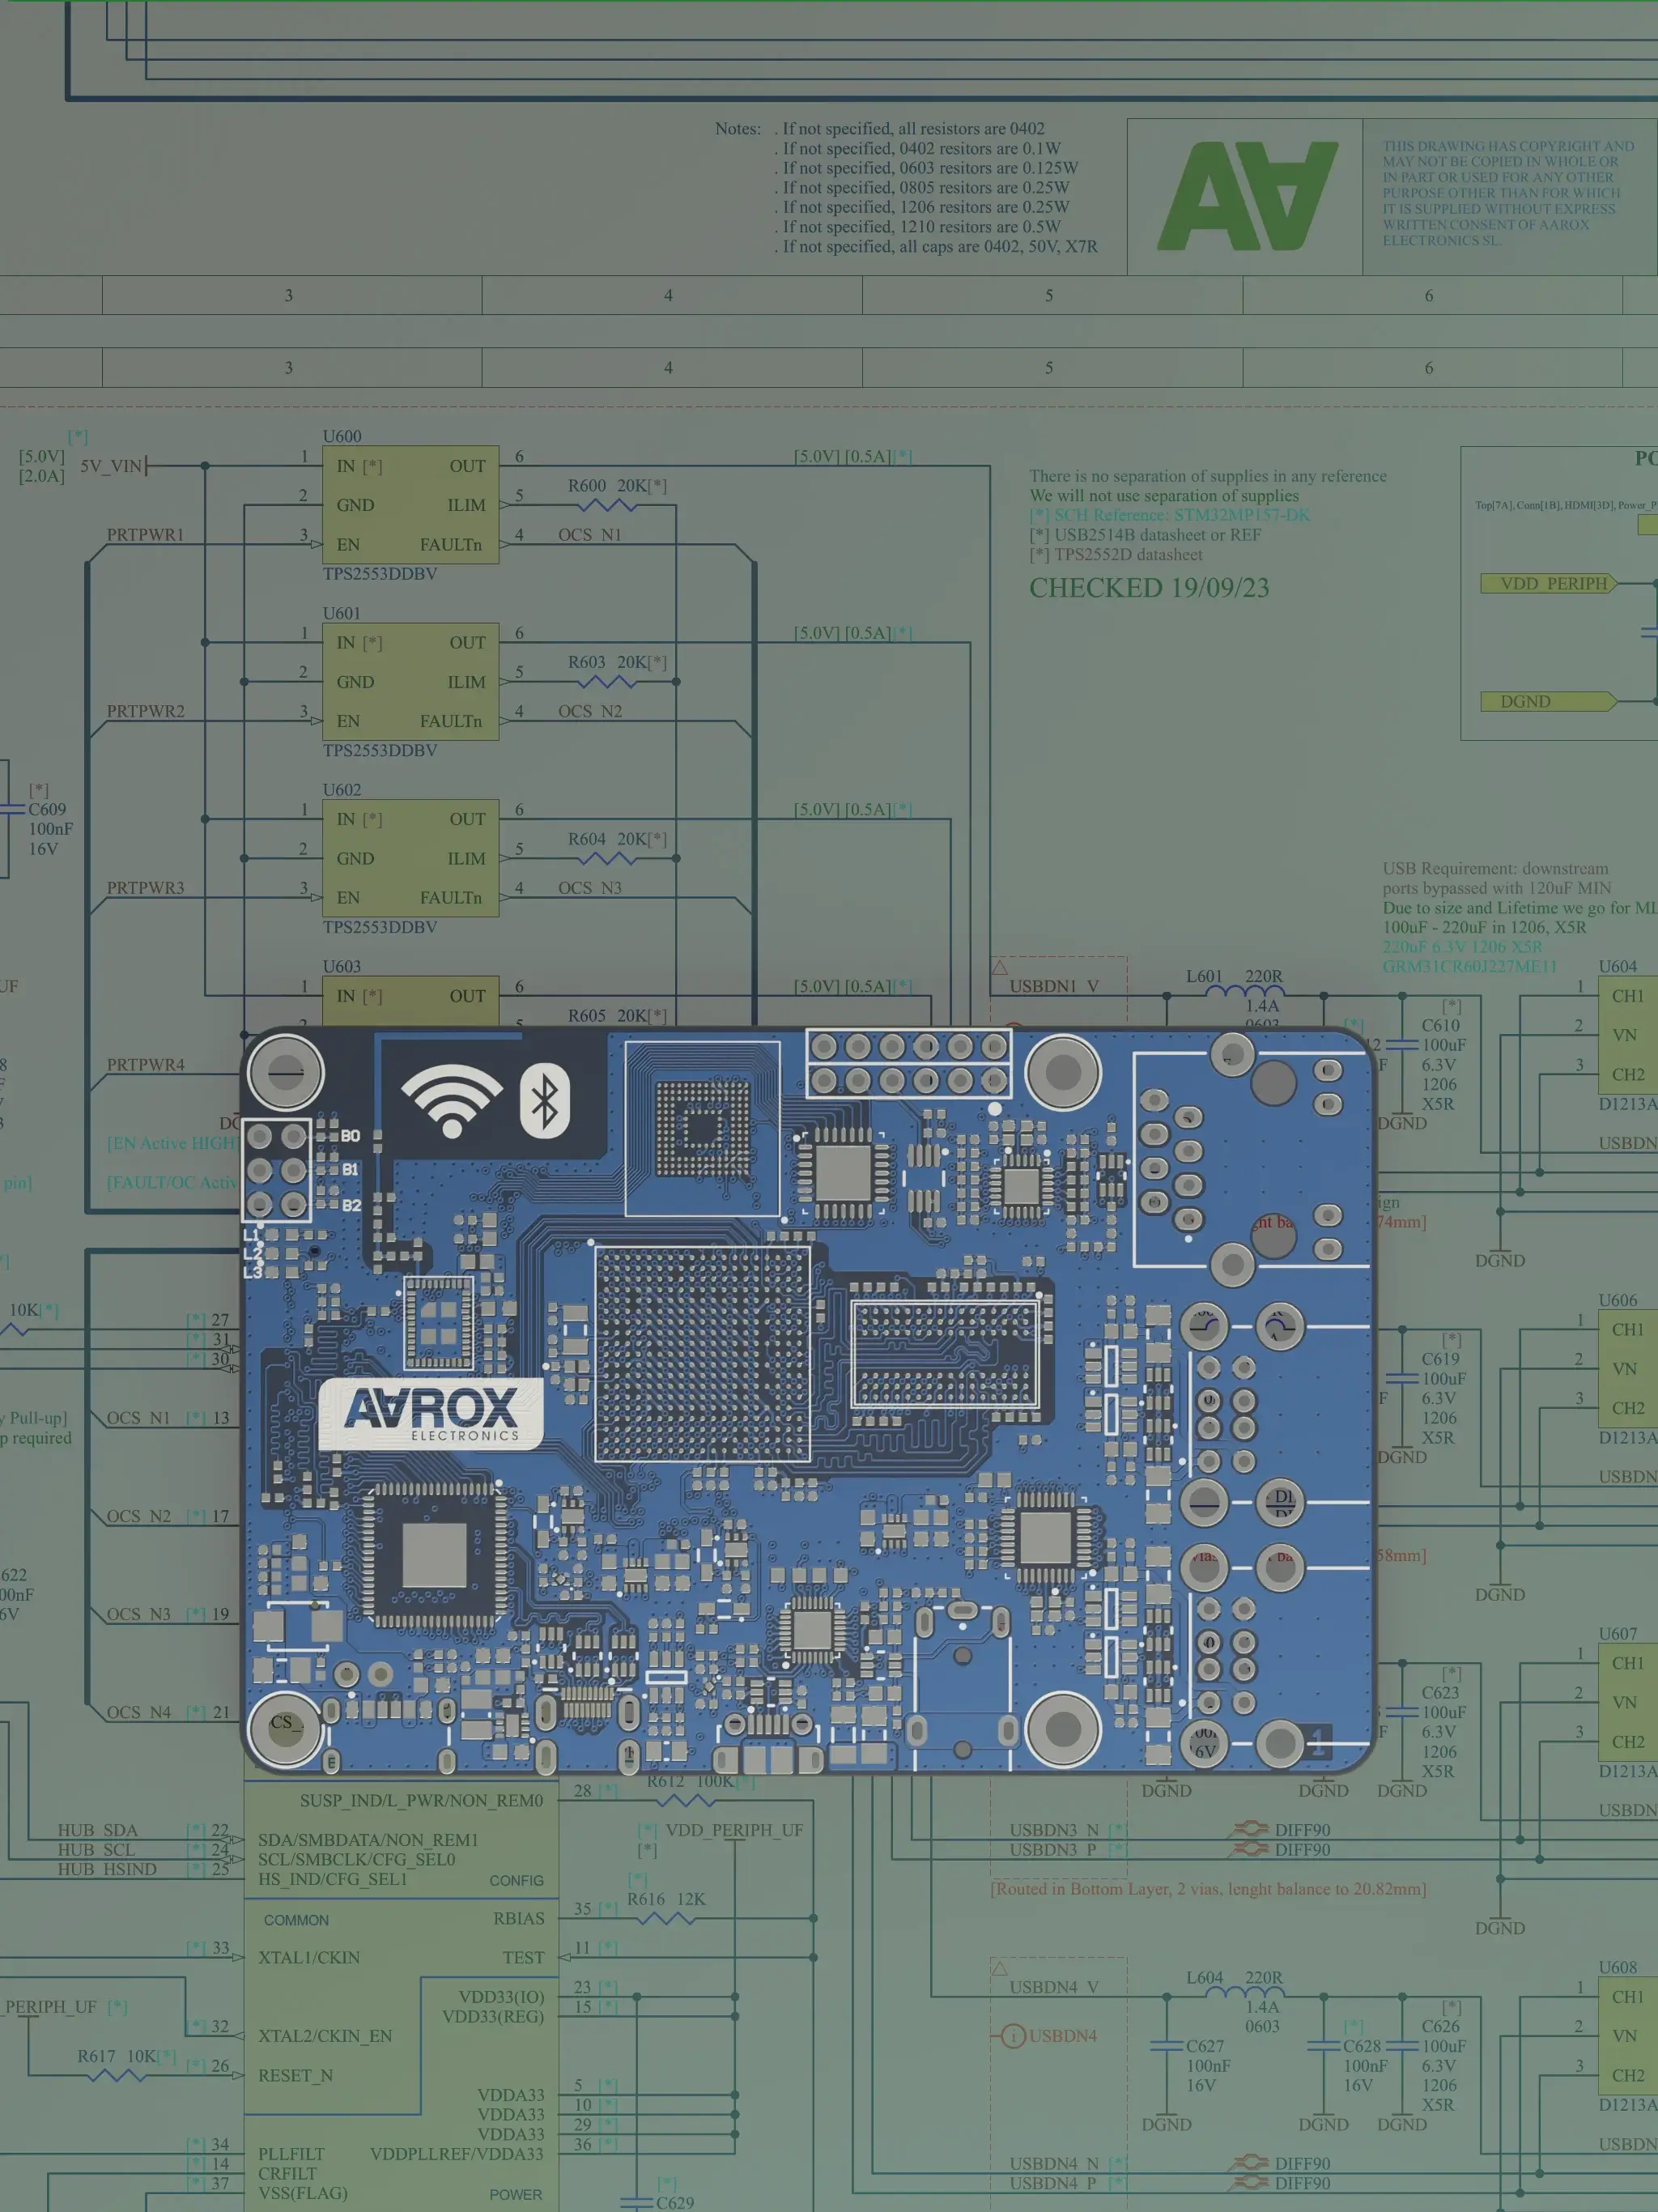 Notes: . If not specified, all resistors are 0402
. If not specified, 0402 resitors are 0.1W
. If not specified, 0603 resitors are 0.125W
. If not specified, 0805 resitors are 0.25W
. If not specified, 1206 resitors are 0.25W
. If not specified, 1210 resitors are 0.5W
. If not specified, all caps are 0402, 50V, X7R
THIS DRAWING HAS COPYRIGHT AND
MAY NOT BE COPIED IN WHOLE OR
IN PART OR USED FOR ANY OTHER
PURPOSE OTHER THAN FOR WHICH
IT IS SUPPLIED WITHOUT EXPRESS
WRITTEN CONSENT OF AAROX
ELECTRONICS SL.
3 4 5 6
3 4 5 6
[*]
[5.0V]
[2.0A]
5V_VIN
U600
1 IN [*] OUT 6
2 GND ILIM 5
3 EN FAULTn 4
TPS2553DDBV
R600 20K[*]
PRTPWR1
OCS_N1
[5.0V] [0.5A][*]
There is no separation of supplies in any reference
We will not use separation of supplies
[*] SCH Reference: STM32MP157-DK
[*] USB2514B datasheet or REF
[*] TPS2552D datasheet
CHECKED 19/09/23
Top[7A], Conn[1B], HDMI[3D], Power_P
VDD_PERIPH
DGND
U601
1 IN [*] OUT 6
2 GND ILIM 5
3 EN FAULTn 4
TPS2553DDBV
R603 20K[*]
PRTPWR2
OCS_N2
[5.0V] [0.5A][*]
U602
1 IN [*] OUT 6
2 GND ILIM 5
3 EN FAULTn 4
TPS2553DDBV
R604 20K[*]
PRTPWR3
OCS_N3
[5.0V] [0.5A][*]
[*]
C609
100nF
16V
U603
1 IN [*] OUT 6
R605 20K[*]
[5.0V] [0.5A][*]
PRTPWR4
USB Requirement: downstream
ports bypassed with 120uF MIN
Due to size and Lifetime we go for ML
100uF - 220uF in 1206, X5R
220uF 6.3V 1206 X5R
GRM31CR60J227ME11
USBDN1_V
L601 220R
1.4A
0603
[*]
C610
100uF
6.3V
1206
X5R
DGND
U604
1 CH1
2 VN
3 CH2
D1213A
USBDN
DGND
[EN Active HIGH
[FAULT/OC Activ
pin]
B0
B1
B2
L1
L2
L3
AAROX
ELECTRONICS
1
74mm]
10K[*]
[*] 27
[*] 31
[*] 30
OCS_N1 [*] 13
OCS_N2 [*] 17
OCS_N3 [*] 19
OCS_N4 [*] 21
y Pull-up]
p required
U606
1 CH1
2 VN
3 CH2
D1213A
USBDN
[*]
C619
100uF
6.3V
1206
X5R
DGND
DGND
58mm]
U607
1 CH1
2 VN
3 CH2
D1213A
USBDN
[*]
C623
100uF
6.3V
1206
X5R
DGND DGND DGND
DGND
SUSP_IND/L_PWR/NON_REM0 28 [*]
R612 100K[*]
HUB_SDA [*] 22 SDA/SMBDATA/NON_REM1
HUB_SCL [*] 24 SCL/SMBCLK/CFG_SEL0
HUB_HSIND [*] 25 HS_IND/CFG_SEL1
CONFIG
[*] VDD_PERIPH_UF
[*]
USBDN3_N [*] DIFF90
USBDN3_P [*] DIFF90
[Routed in Bottom Layer, 2 vias, lenght balance to 20.82mm]
COMMON
RBIAS 35 [*]
[*]
R616 12K
[*] 33 XTAL1/CKIN
TEST 11 [*]
VDD33(IO) 23 [*]
VDD33(REG) 15 [*]
_PERIPH_UF [*]
[*] 32 XTAL2/CKIN_EN
R617 10K[*]
[*] 26 RESET_N
VDDA33 5 [*]
VDDA33 10 [*]
VDDA33 29 [*]
VDDPLLREF/VDDA33 36 [*]
[*] 34 PLLFILT
[*] 14 CRFILT
[*] 37 VSS(FLAG)
POWER
[*]
C629
USBDN4_V
USBDN4
L604 220R
1.4A
0603
C627
100nF
16V
[*]
C628
100nF
16V
[*]
C626
100uF
6.3V
1206
X5R
DGND DGND DGND
U608
1 CH1
2 VN
3 CH2
D1213A
USBDN
USBDN4_N [*] DIFF90
USBDN4_P [*] DIFF90